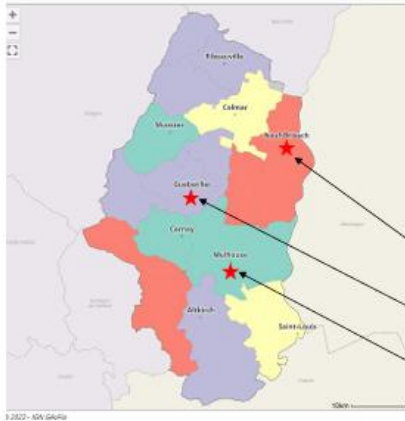 Ribeauvillé
Colmar
Munster
Neuf-Brisach
Guebwiller
Cernay
Mulhouse
Altkirch
Saint-Louis
10km
© 2022 - IGN GéoFla